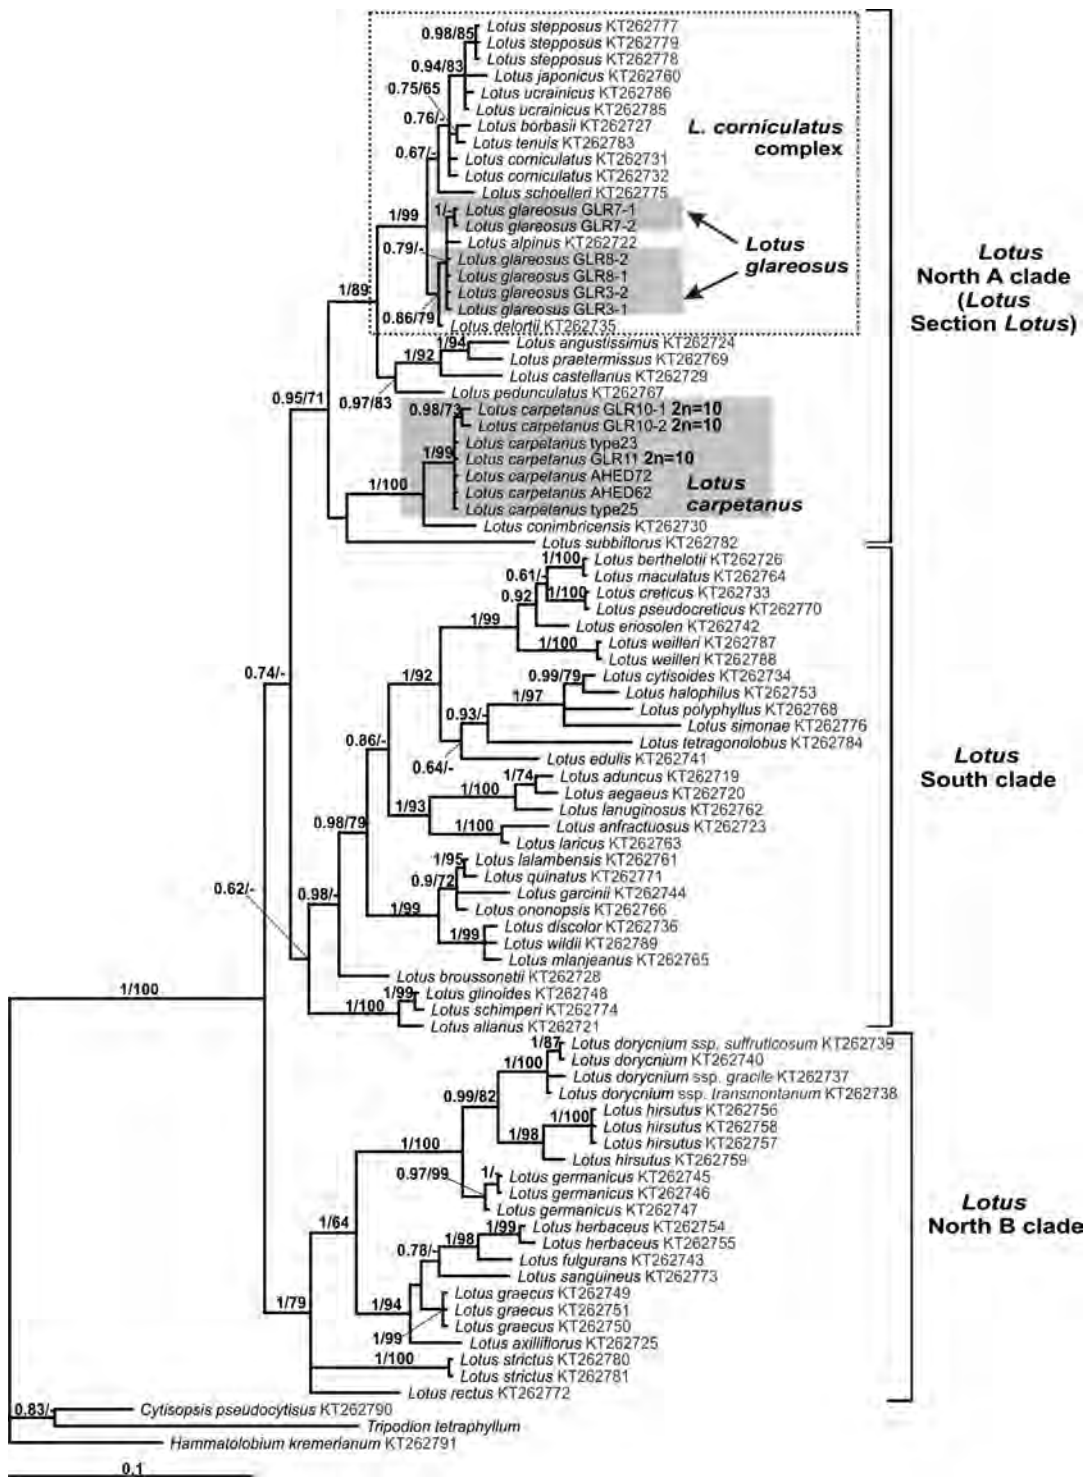 Lotus stepposus KT262777
0.98/85
Lotus stepposus KT262779
Lotus stepposus KT262778
0.94/83
Lotus japonicus KT262760
0.75/65
Lotus ucrainicus KT262786
Lotus ucrainicus KT262785
0.76/-
Lotus borbasii KT262727
Lotus tenuis KT262783
L. corniculatus
complex
0.67/-
Lotus corniculatus KT262731
Lotus corniculatus KT262732
Lotus schoelleri KT262775
1/99
1/-
Lotus glareosus GLR7-1
Lotus glareosus GLR7-2
Lotus alpinus KT262722
0.79/-
Lotus glareosus GLR8-2
Lotus glareosus GLR8-1
Lotus glareosus GLR3-2
Lotus glareosus GLR3-1
Lotus
glareosus
1/89
0.86/79
Lotus delortii KT262735
Lotus
North A clade
(Lotus
Section Lotus)
1/94
Lotus angustissimus KT262724
1/92
Lotus praetermissus KT262769
Lotus castellanus KT262729
0.97/83
Lotus pedunculatus KT262767
0.95/71
0.98/73
Lotus carpetanus GLR10-1 2n=10
Lotus carpetanus GLR10-2 2n=10
Lotus carpetanus type23
1/99
Lotus carpetanus GLR11 2n=10
Lotus carpetanus AHED72
Lotus carpetanus AHED62
Lotus carpetanus type25
Lotus
carpetanus
1/100
Lotus conimbricensis KT262730
Lotus subbiflorus KT262782
1/100
Lotus berthelotii KT262726
0.61/-
Lotus maculatus KT262764
0.92
1/100
Lotus creticus KT262733
Lotus pseudocreticus KT262770
1/99
Lotus eriosolen KT262742
1/100
Lotus weilleri KT262787
Lotus weilleri KT262788
0.74/-
1/92
0.99/79
Lotus cytisoides KT262734
1/97
Lotus halophilus KT262753
Lotus polyphyllus KT262768
0.93/-
Lotus simonae KT262776
0.86/-
Lotus tetragonolobus KT262784
0.64/-
Lotus edulis KT262741
Lotus
South clade
1/74
Lotus aduncus KT262719
1/100
Lotus aegaeus KT262720
1/93
Lotus lanuginosus KT262762
1/100
Lotus anfractuosus KT262723
0.98/79
Lotus laricus KT262763
1/95
Lotus lalambensis KT262761
0.62/-
0.9/72
Lotus quinatus KT262771
0.98/-
Lotus garcinii KT262744
1/99
Lotus ononopsis KT262766
Lotus discolor KT262736
1/99
Lotus wildii KT262789
Lotus mlanjeanus KT262765
Lotus broussonetii KT262728
1/100
1/99
Lotus glinoides KT262748
1/100
Lotus schimperi KT262774
Lotus alianus KT262721
1/87
Lotus dorycnium ssp. suffruticosum KT262739
1/100
Lotus dorycnium KT262740
Lotus dorycnium ssp. gracile KT262737
0.99/82
Lotus dorycnium ssp. transmontanum KT262738
1/100
Lotus hirsutus KT262756
Lotus hirsutus KT262758
1/98
Lotus hirsutus KT262757
1/100
Lotus hirsutus KT262759
0.97/99
1/-
Lotus germanicus KT262745
Lotus germanicus KT262746
Lotus germanicus KT262747
Lotus
North B clade
1/64
1/99
Lotus herbaceus KT262754
1/98
Lotus herbaceus KT262755
0.78/-
Lotus fulgurans KT262743
Lotus sanguineus KT262773
1/79
1/94
Lotus graecus KT262749
Lotus graecus KT262751
Lotus graecus KT262750
1/99
Lotus axilliflorus KT262725
1/100
Lotus strictus KT262780
Lotus strictus KT262781
Lotus rectus KT262772
0.83/-
Cytisopsis pseudocytisus KT262790
Tripodion tetraphyllum
Hammatolobium kremerianum KT262791
0.1